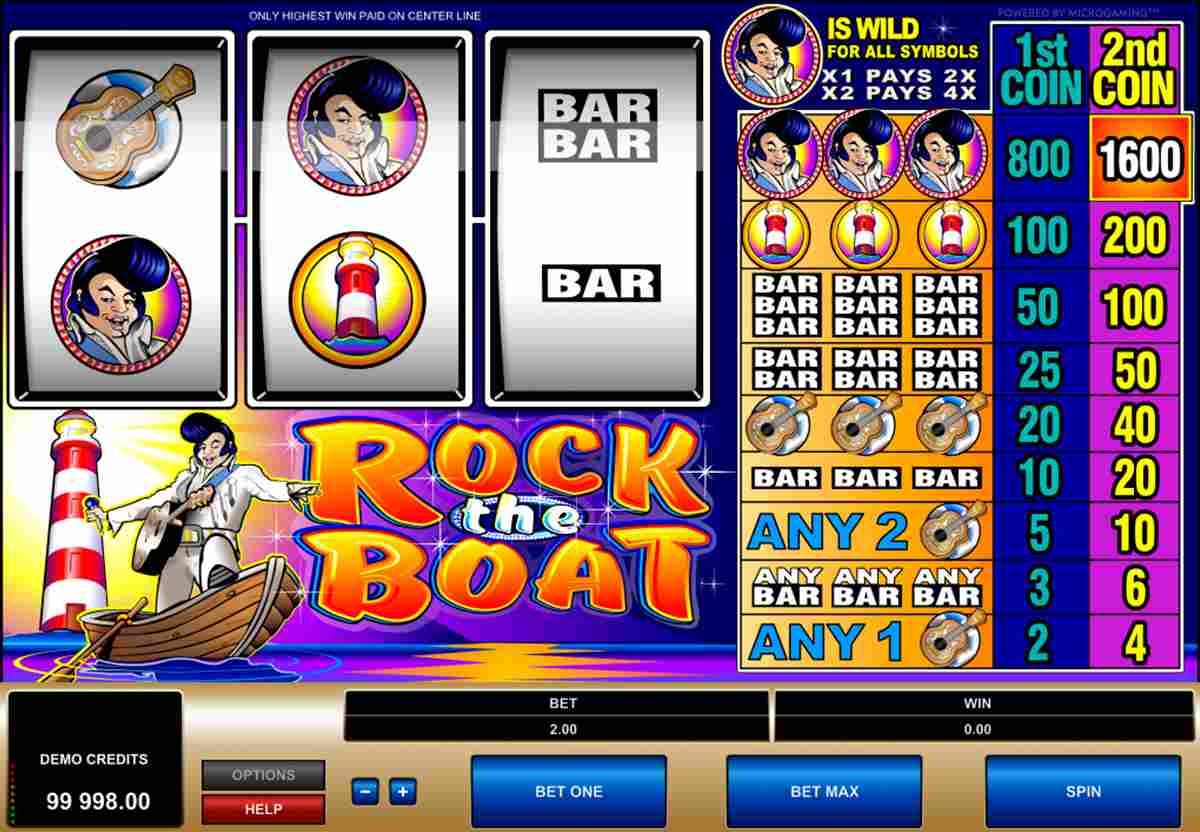 ONLY HIGHEST WIN PAID ON CENTER LINE
POWERED BY MICROGAMING™
BAR
BAR
BAR
IS WILD
FOR ALL SYMBOLS
X1 PAYS 2X
X2 PAYS 4X
1st COIN
2nd COIN
800 1600
100 200
BAR BAR BAR
BAR BAR BAR
BAR BAR BAR
50 100
BAR BAR BAR
BAR BAR BAR
25 50
20 40
BAR BAR BAR 10 20
ANY 2 5 10
ANY ANY ANY
BAR BAR BAR
3 6
ANY 1 2 4
ROCK
the
BOAT
BET
2.00
WIN
0.00
DEMO CREDITS
99 998.00
OPTIONS
HELP
− +
BET ONE
BET MAX
SPIN